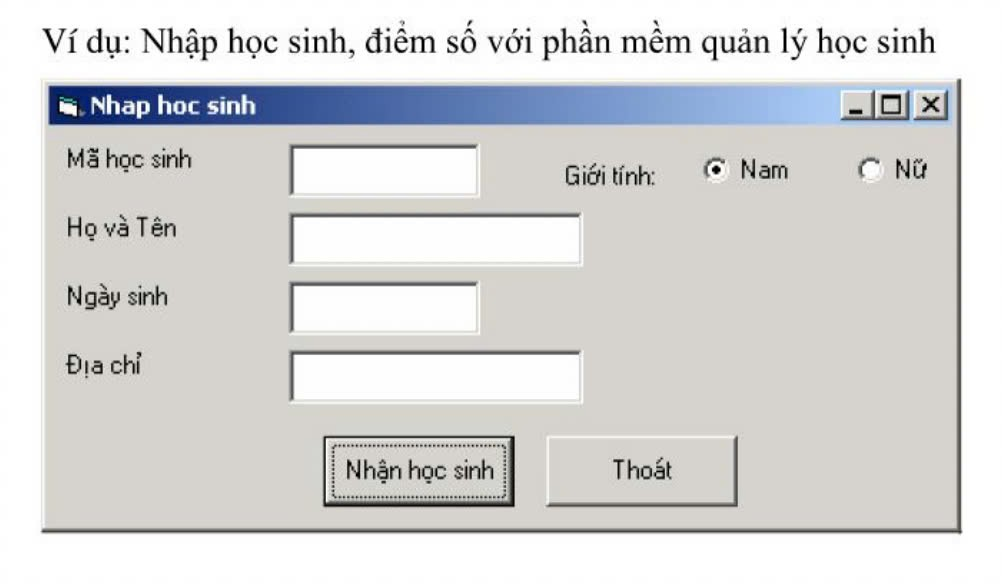 Ví dụ: Nhập học sinh, điểm số với phần mềm quản lý học sinh
Nhap hoc sinh
Mã học sinh
Giới tính: Nam Nữ
Họ và Tên
Ngày sinh
Địa chỉ
Nhận học sinh Thoát